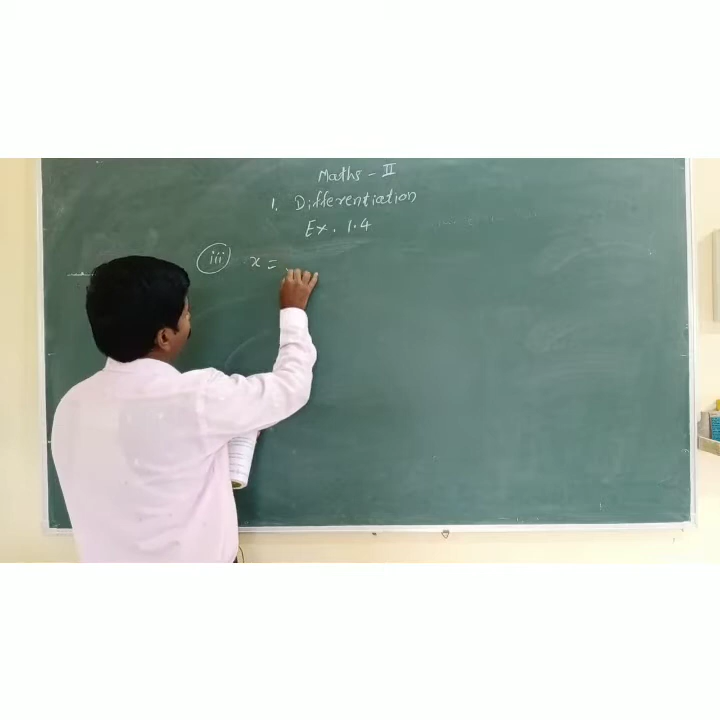 Maths - II
1. Differentiation
Ex. 1.4
iii x =